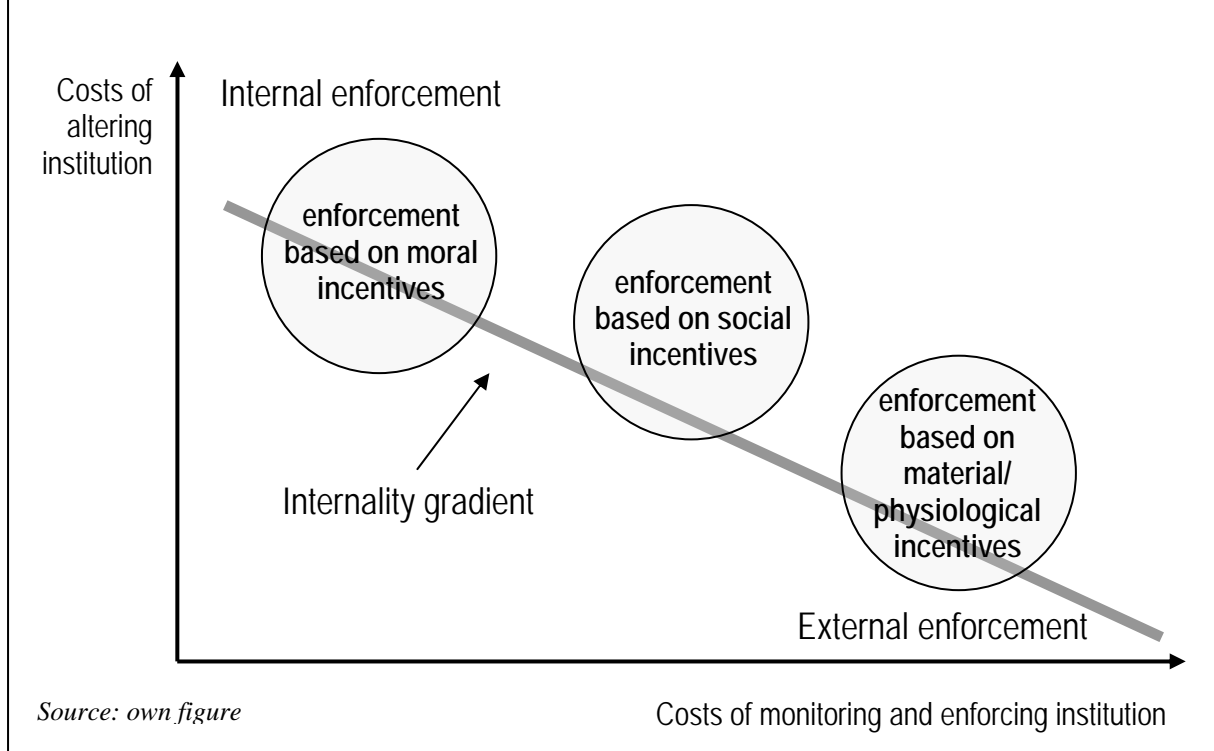 Costs of
altering
institution
Internal enforcement
enforcement
based on moral
incentives
enforcement
based on social
incentives
enforcement
based on
material/
physiological
incentives
Internality gradient
External enforcement
Source: own figure
Costs of monitoring and enforcing institution